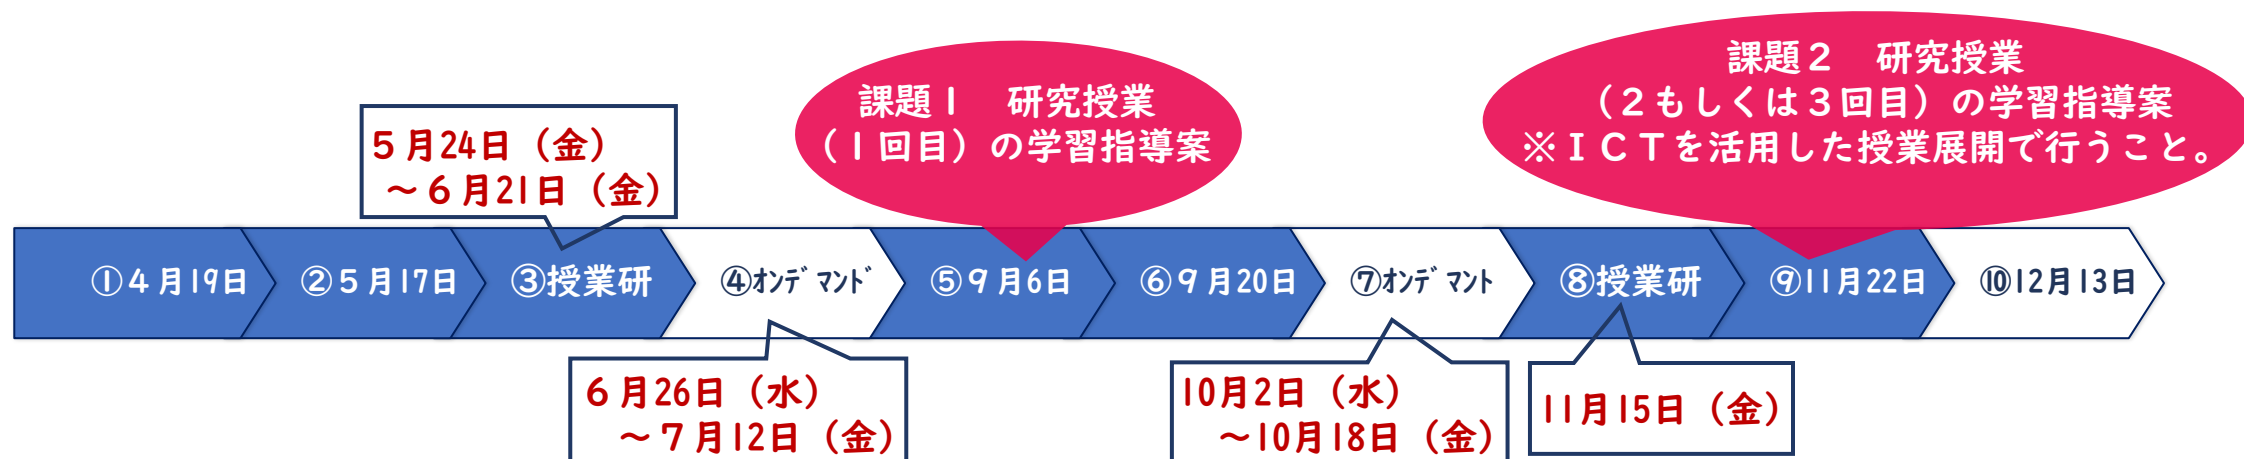 課題１　研究授業
（１回目）の学習指導案
課題２　研究授業
（２もしくは３回目）の学習指導案
※ＩＣＴを活用した授業展開で行うこと。
５月24日（金）
～６月21日（金）
①４月19日
②５月17日
③授業研
④ｵﾝﾃﾞﾏﾝﾄﾞ
⑤９月6日
⑥９月20日
⑦ｵﾝﾃﾞﾏﾝﾄ
⑧授業研
⑨11月22日
⑩12月13日
６月26日（水）
～７月12日（金）
10月2日（水）
～10月18日（金）
11月15日（金）